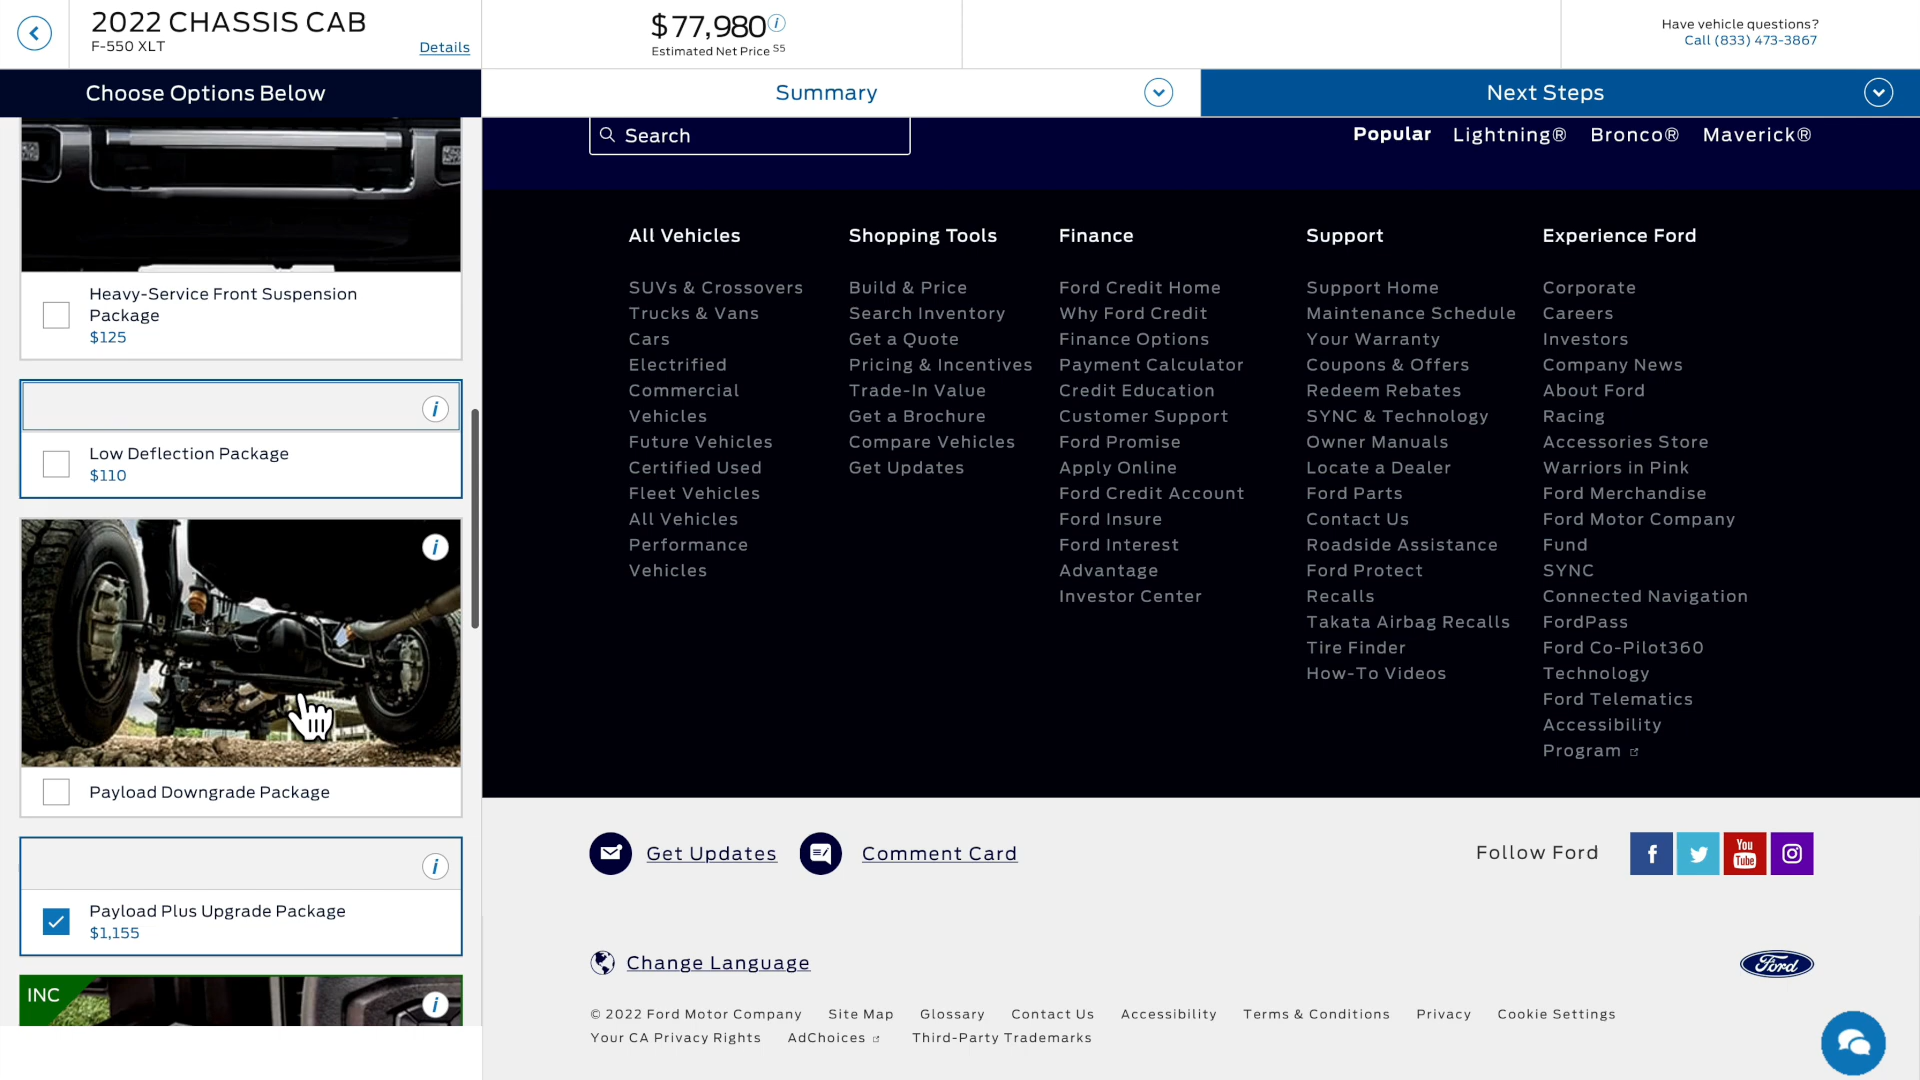 2022 CHASSIS CAB
F-550 XLT
Details
$77,980
Estimated Net Price S5
Have vehicle questions?
Call (833) 473-3867
Choose Options Below
Summary
Next Steps
Search
Popular Lightning® Bronco® Maverick®
Heavy-Service Front Suspension
Package
$125
i
Low Deflection Package
$110
i
Payload Downgrade Package
i
Payload Plus Upgrade Package
$1,155
INC
i
All Vehicles
SUVs & Crossovers
Trucks & Vans
Cars
Electrified
Commercial
Vehicles
Future Vehicles
Certified Used
Fleet Vehicles
All Vehicles
Performance
Vehicles
Shopping Tools
Build & Price
Search Inventory
Get a Quote
Pricing & Incentives
Trade-In Value
Get a Brochure
Compare Vehicles
Get Updates
Finance
Ford Credit Home
Why Ford Credit
Finance Options
Payment Calculator
Credit Education
Customer Support
Ford Promise
Apply Online
Ford Credit Account
Ford Insure
Ford Interest
Advantage
Investor Center
Support
Support Home
Maintenance Schedule
Your Warranty
Coupons & Offers
Redeem Rebates
SYNC & Technology
Owner Manuals
Locate a Dealer
Ford Parts
Contact Us
Roadside Assistance
Ford Protect
Recalls
Takata Airbag Recalls
Tire Finder
How-To Videos
Experience Ford
Corporate
Careers
Investors
Company News
About Ford
Racing
Accessories Store
Warriors in Pink
Ford Merchandise
Ford Motor Company
Fund
SYNC
Connected Navigation
FordPass
Ford Co-Pilot360
Technology
Ford Telematics
Accessibility
Program
Get Updates
Comment Card
Follow Ford
f
You
Tube
Change Language
Ford
© 2022 Ford Motor Company Site Map Glossary Contact Us Accessibility Terms & Conditions Privacy Cookie Settings
Your CA Privacy Rights AdChoices Third-Party Trademarks